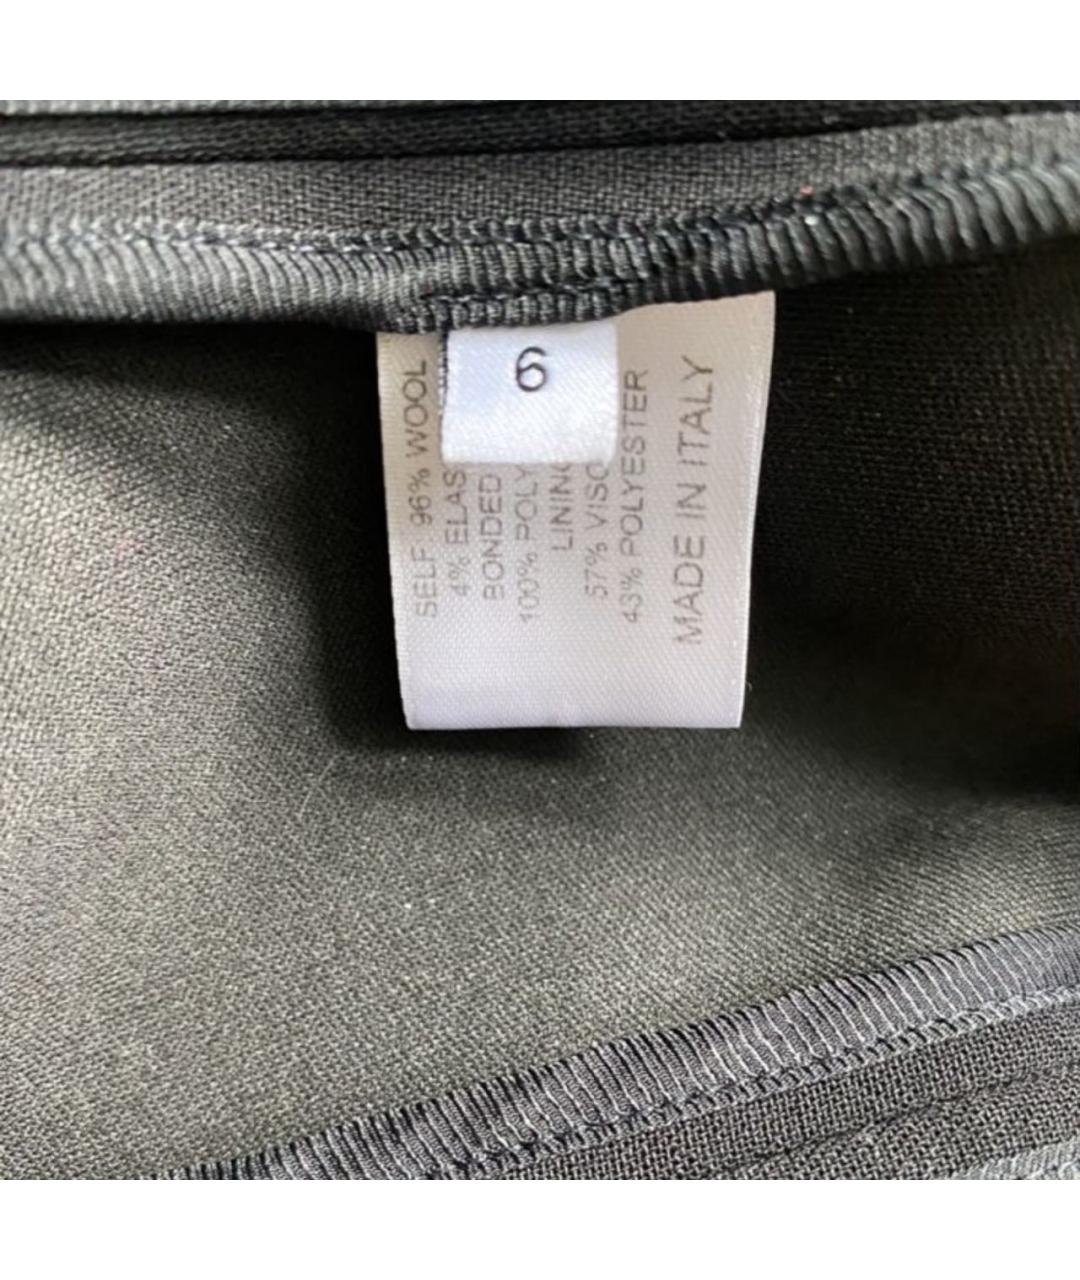 6
SELF 96% WOOL
4% ELAS
BONDED
100% POLY
LINING
57% VISC
43% POLYESTER
MADE IN ITALY